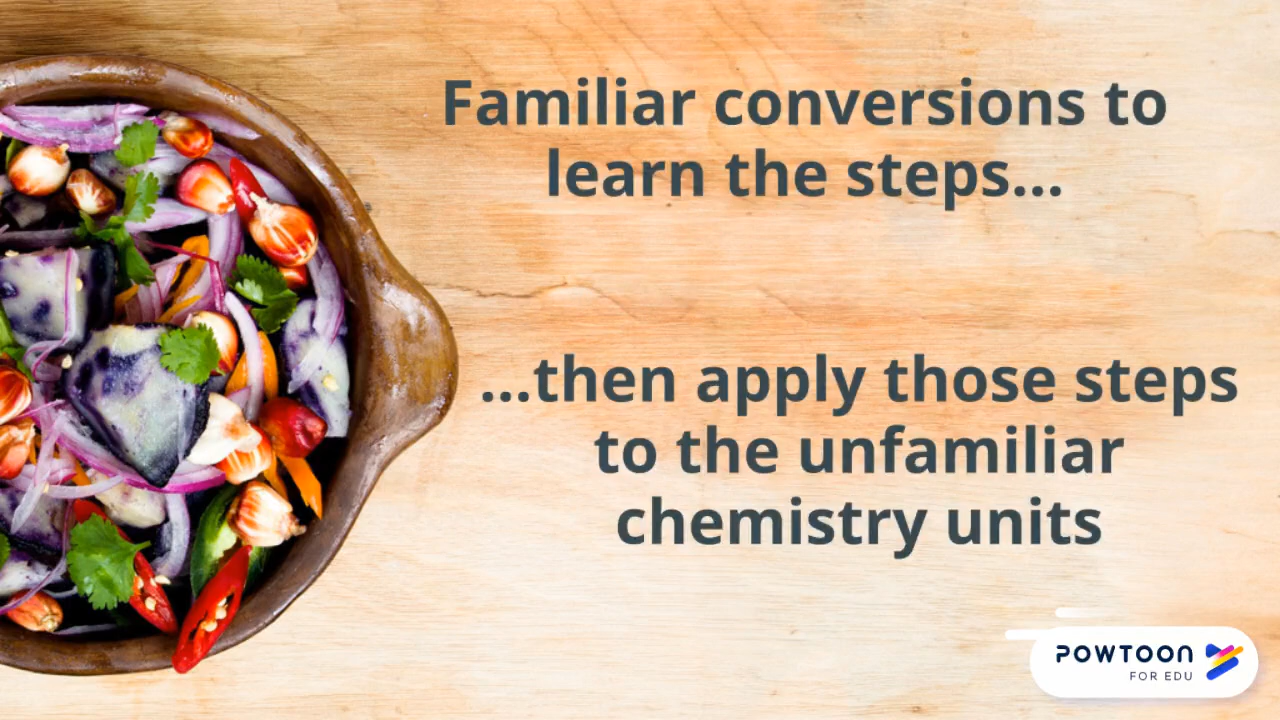 Familiar conversions to
learn the steps...
...then apply those steps
to the unfamiliar
chemistry units
POWTOON
FOR EDU